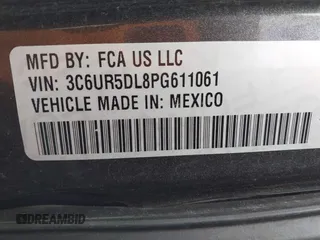 MFD BY: FCA US LLC
VIN: 3C6UR5DL8PG611061
VEHICLE MADE IN: MEXICO
DREAMBID